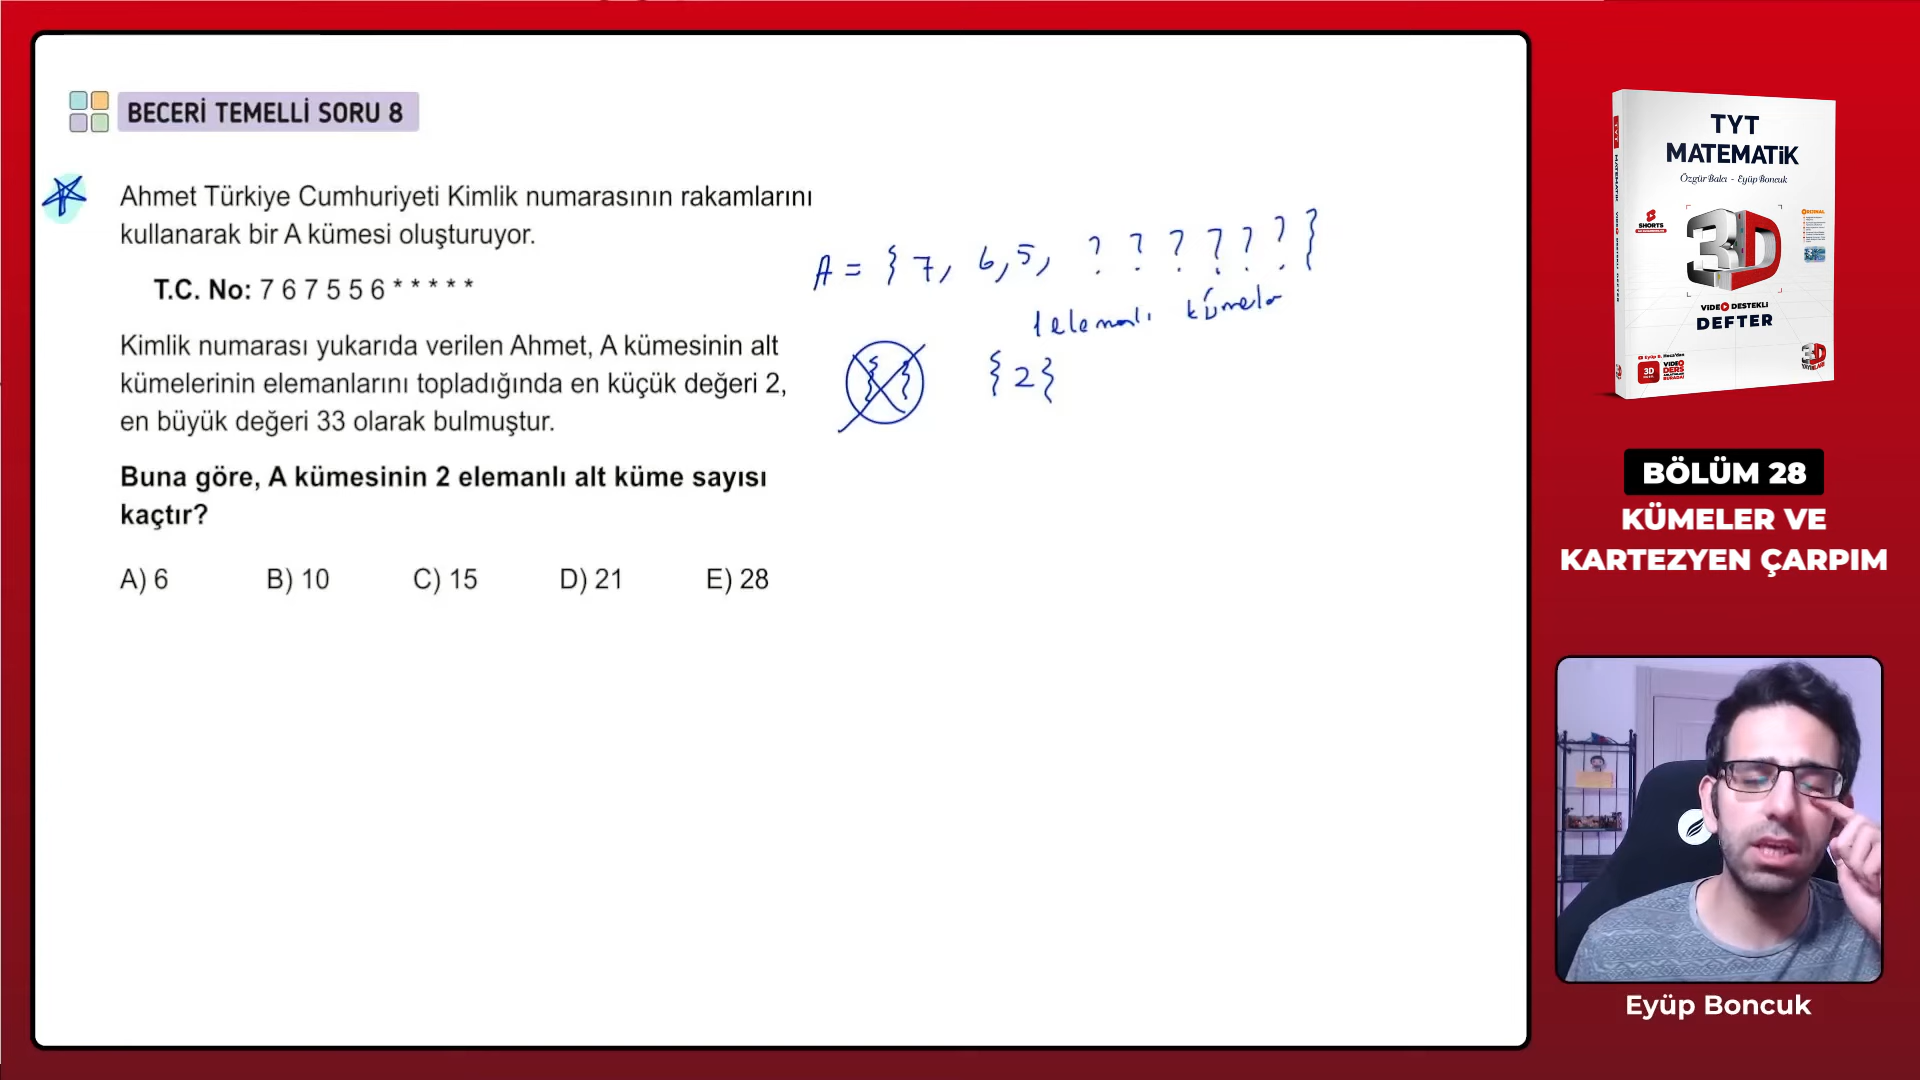 BECERİ TEMELLİ SORU 8
Ahmet Türkiye Cumhuriyeti Kimlik numarasının rakamlarını
kullanarak bir A kümesi oluşturuyor.
T.C. No: 7 6 7 5 5 6 * * * * *
Kimlik numarası yukarıda verilen Ahmet, A kümesinin alt
kümelerinin elemanlarını topladığında en küçük değeri 2,
en büyük değeri 33 olarak bulmuştur.
Buna göre, A kümesinin 2 elemanlı alt küme sayısı
kaçtır?
A) 6 B) 10 C) 15 D) 21 E) 28
A = { 7, 6, 5, ? ? ? ? ? ? }
1 elemanlı kümeler
{ }
{2}
TYT
MATEMATİK
Özgür Balcı - Eyüp Boncuk
SHORTS
3D
VIDEO DESTEKLİ
DEFTER
BÖLÜM 28
KÜMELER VE
KARTEZYEN ÇARPIM
Eyüp Boncuk